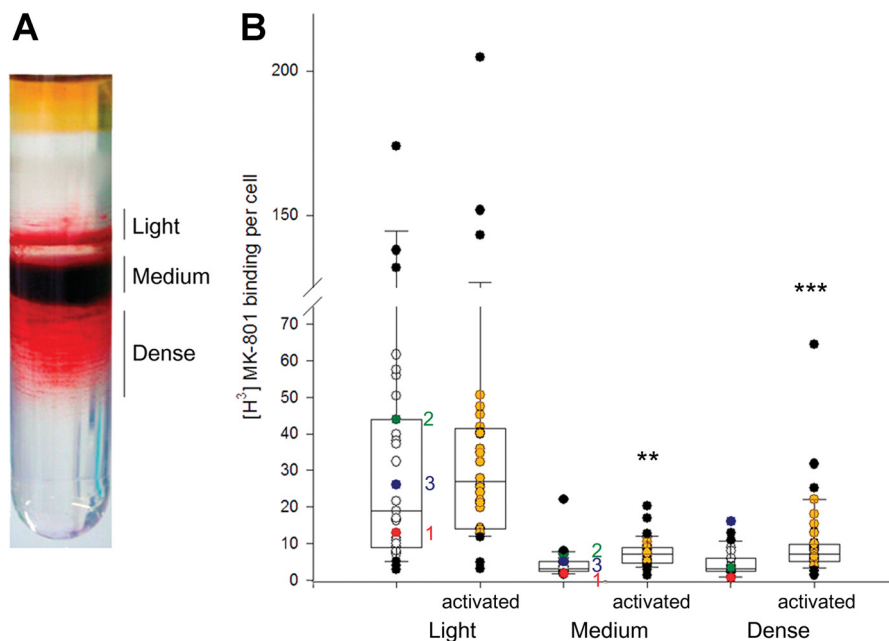 A
B
Light
Medium
Dense
[H³] MK-801 binding per cell
200
150
70
60
50
40
30
20
10
0
2
3
1
2
3
1
**
***
activated
activated
activated
Light
Medium
Dense